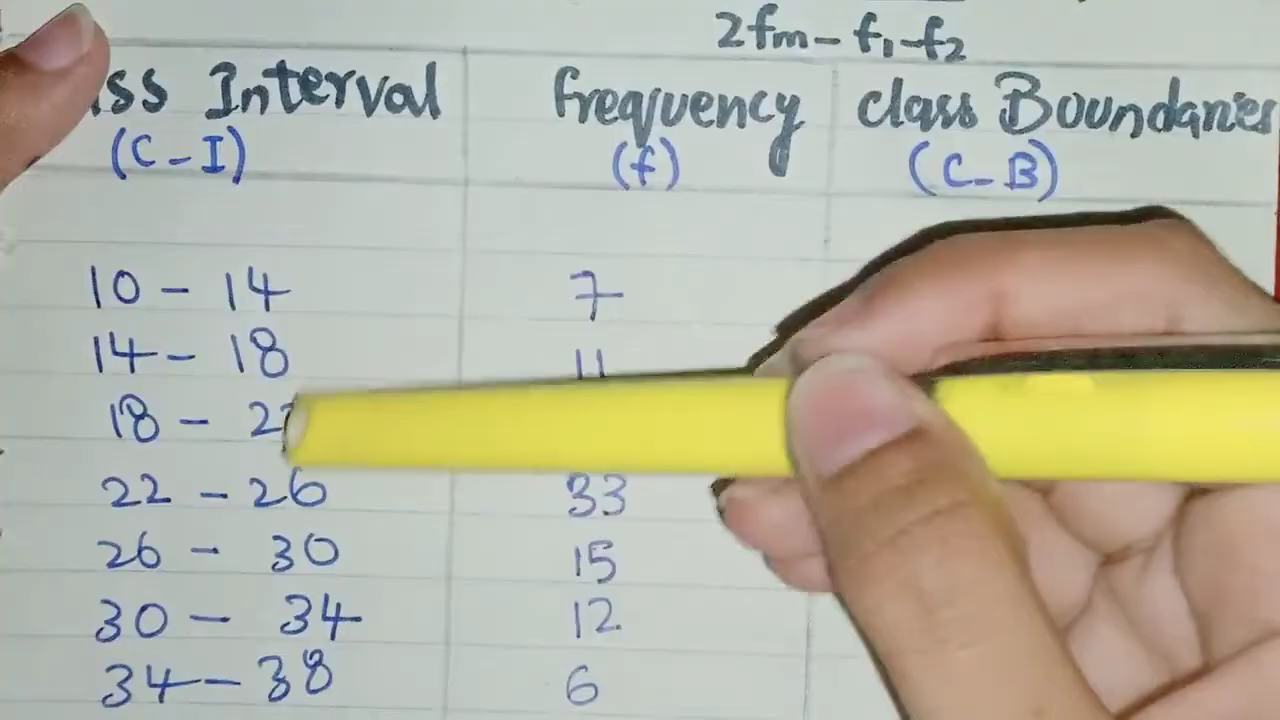 2fm - f1 - f2
Interval frequency class Boundaries
(C - I) (f) (C - B)
10 - 14 7
14 - 18 11
18 -
22 - 26 33
26 - 30 15
30 - 34 12
34 - 38 6